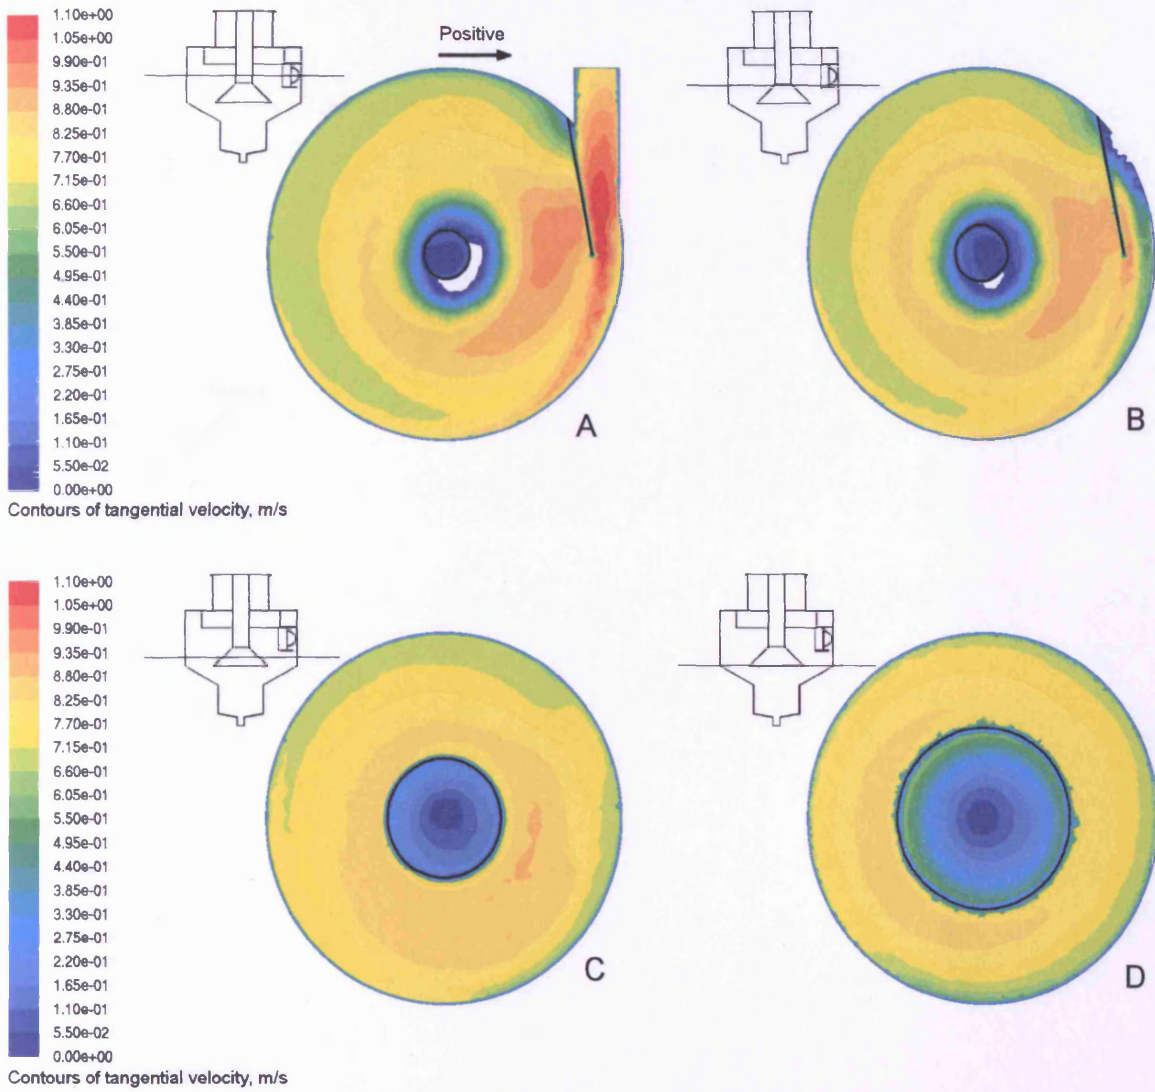 1.10e+00
1.05e+00
9.90e-01
9.35e-01
8.80e-01
8.25e-01
7.70e-01
7.15e-01
6.60e-01
6.05e-01
5.50e-01
4.95e-01
4.40e-01
3.85e-01
3.30e-01
2.20e-01
1.65e-01
1.10e-01
5.50e-02
0.00e+00
Contours of tangential velocity, m/s
Positive
A
B
1.10e+00
1.05e+00
9.90e-01
9.35e-01
8.80e-01
8.25e-01
7.70e-01
7.15e-01
6.60e-01
6.05e-01
5.50e-01
4.95e-01
4.40e-01
3.85e-01
3.30e-01
2.75e-01
2.20e-01
1.65e-01
1.10e-01
5.50e-02
0.00e+00
Contours of tangential velocity, m/s
C
D